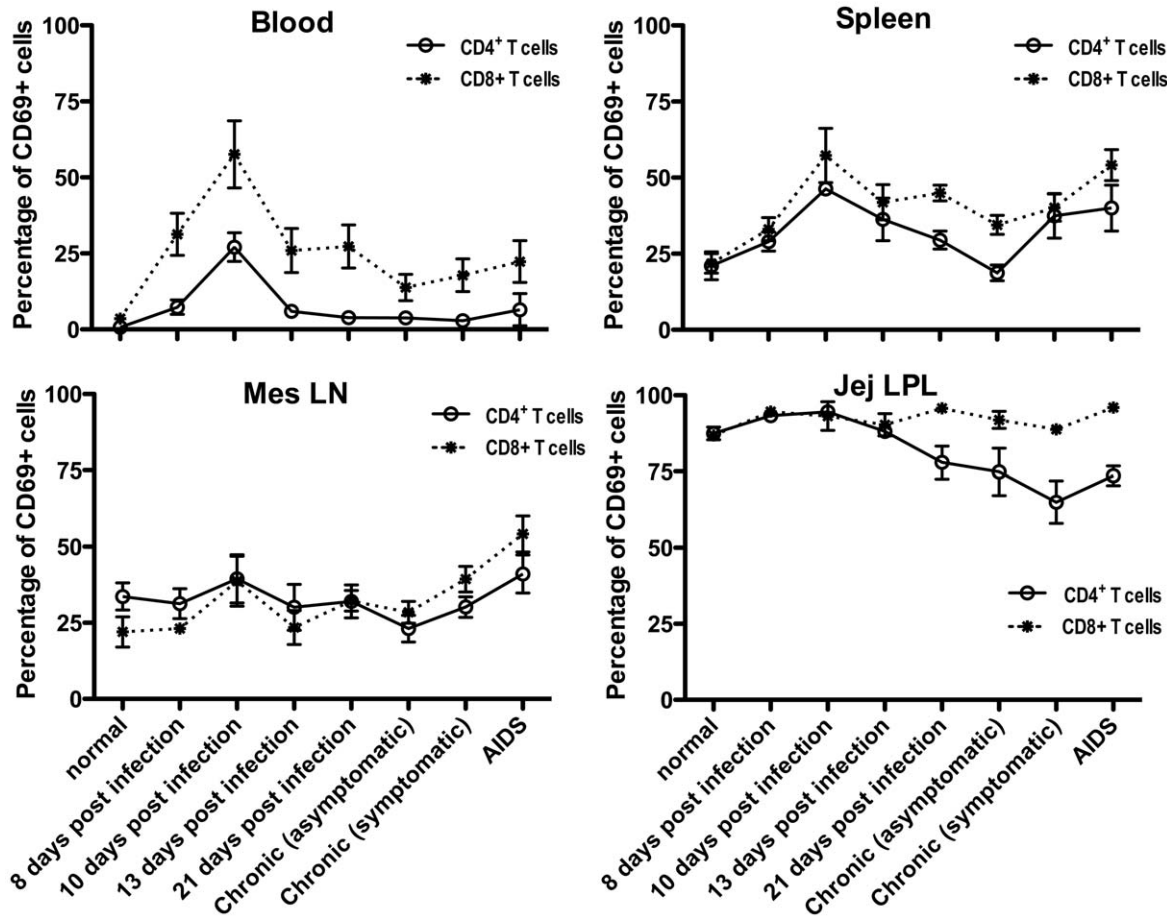 Blood
Percentage of CD69+ cells
100
75
50
25
0
CD4+ T cells
CD8+ T cells
Spleen
Percentage of CD69+ cells
100
75
50
25
0
CD4+ T cells
CD8+ T cells
Mes LN
Percentage of CD69+ cells
100
75
50
25
0
CD4+ T cells
CD8+ T cells
normal
8 days post infection
10 days post infection
13 days post infection
21 days post infection
Chronic (asymptomatic)
Chronic (symptomatic)
AIDS
Jej LPL
Percentage of CD69+ cells
100
75
50
25
0
CD4+ T cells
CD8+ T cells
normal
8 days post infection
10 days post infection
13 days post infection
21 days post infection
Chronic (asymptomatic)
Chronic (symptomatic)
AIDS